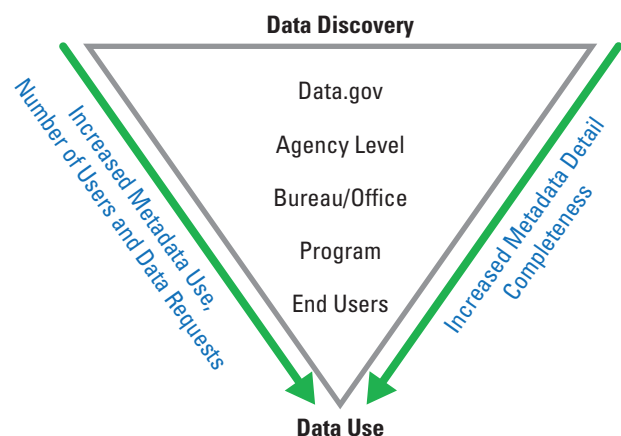 Data Discovery
Data.gov
Agency Level
Bureau/Office
Program
End Users
Increased Metadata Use,
Number of Users and Data Requests
Increased Metadata Detail
Completeness
Data Use